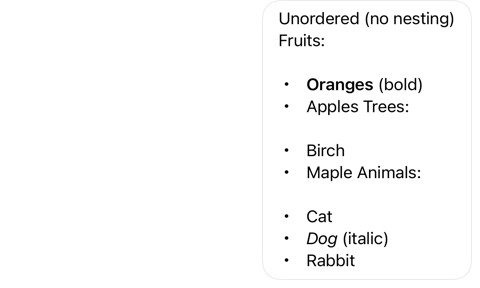 Unordered (no nesting)
Fruits:
• Oranges (bold)
• Apples Trees:
• Birch
• Maple Animals:
• Cat
• Dog (italic)
• Rabbit